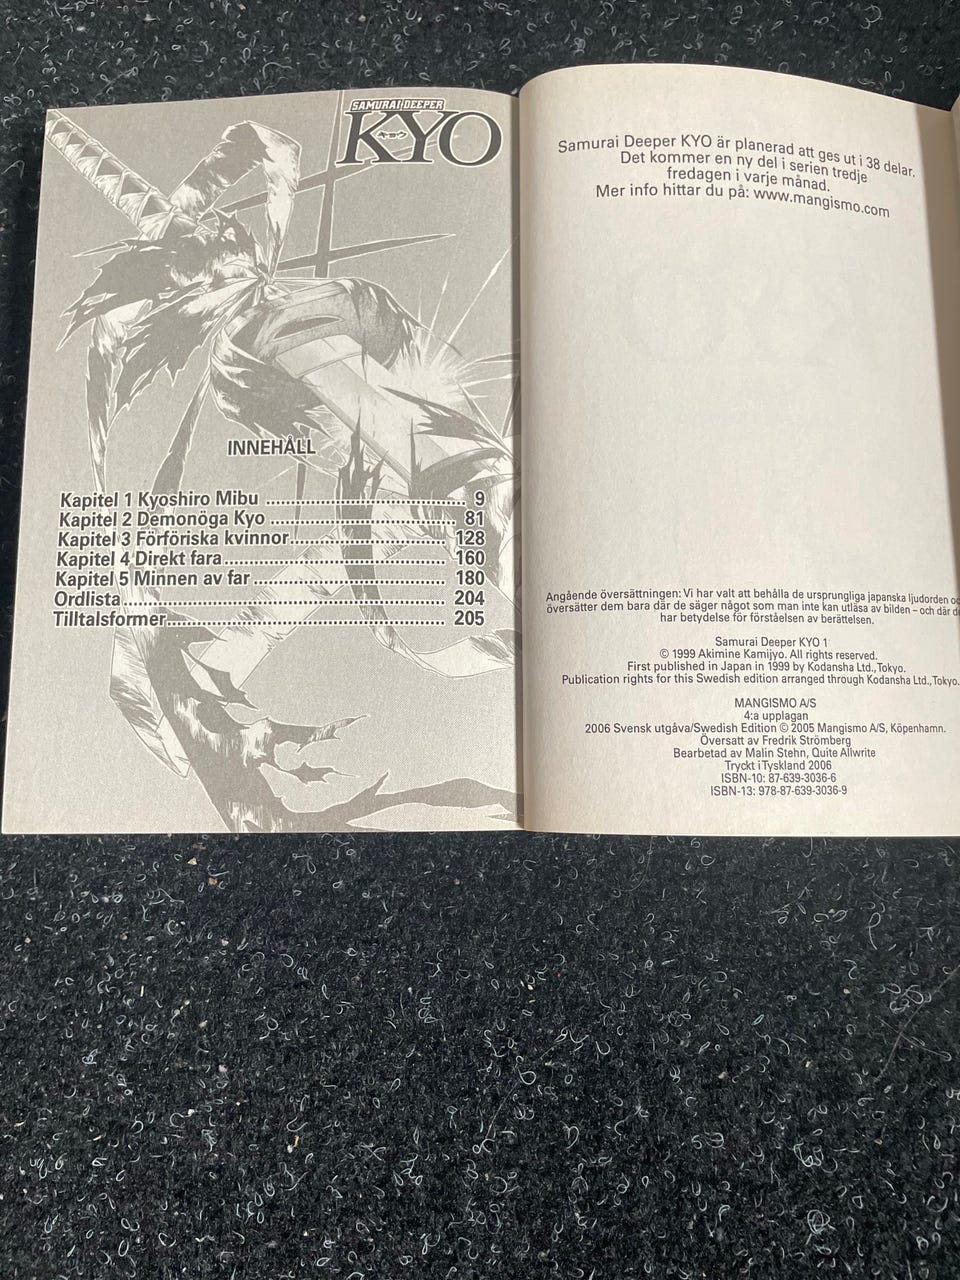 SAMURAI DEEPER
KYO
キョウ
INNEHÅLL
Kapitel 1 Kyoshiro Mibu ........................................ 9
Kapitel 2 Demonöga Kyo ..................................... 81
Kapitel 3 Förföriska kvinnor................................. 128
Kapitel 4 Direkt fara............................................. 160
Kapitel 5 Minnen av far ........................................ 180
Ordlista................................................................ 204
Tilltalsformer........................................................ 205
Samurai Deeper KYO är planerad att ges ut i 38 delar.
Det kommer en ny del i serien tredje
fredagen i varje månad.
Mer info hittar du på: www.mangismo.com
Angående översättningen: Vi har valt att behålla de ursprungliga japanska ljudorden
översätter dem bara där de säger något som man inte kan utläsa av bilden – och där
har betydelse för förståelsen av berättelsen.
Samurai Deeper KYO 1
© 1999 Akimine Kamijyo. All rights reserved.
First published in Japan in 1999 by Kodansha Ltd., Tokyo.
Publication rights for this Swedish edition arranged through Kodansha Ltd., Tokyo.
MANGISMO A/S
4:a upplagan
2006 Svensk utgåva/Swedish Edition © 2005 Mangismo A/S, Köpenhamn.
Översatt av Fredrik Strömberg
Bearbetad av Malin Stehn, Quite Allwrite
Tryckt i Tyskland 2006
ISBN-10: 87-639-3036-6
ISBN-13: 978-87-639-3036-9